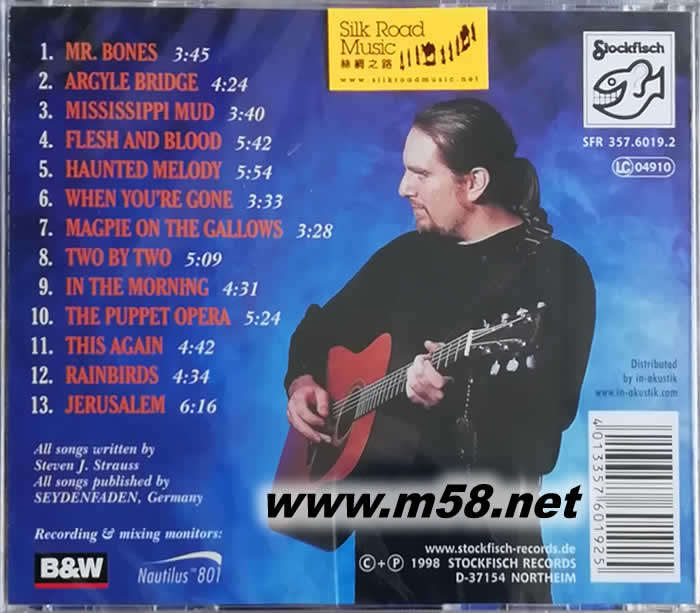 Silk Road
Music
絲綢之路
www.silkroadmusic.net
Stockfisch
SFR 357.6019.2
LC 04910
1. MR. BONES 3:45
2. ARGYLE BRIDGE 4:24
3. MISSISSIPPI MUD 3:40
4. FLESH AND BLOOD 5:42
5. HAUNTED MELODY 5:54
6. WHEN YOU'RE GONE 3:33
7. MAGPIE ON THE GALLOWS 3:28
8. TWO BY TWO 5:09
9. IN THE MORNING 4:31
10. THE PUPPET OPERA 5:24
11. THIS AGAIN 4:42
12. RAINBIRDS 4:34
13. JERUSALEM 6:16
All songs written by
Steven J. Strauss
All songs published by
SEYDENFADEN, Germany
Recording & mixing monitors:
B&W
Nautilus™ 801
Distributed
by in-akustik
www.in-akustik.com
4013357601925
www.m58.net
www.stockfisch-records.de
C + P 1998 STOCKFISCH RECORDS
D-37154 NORTHEIM